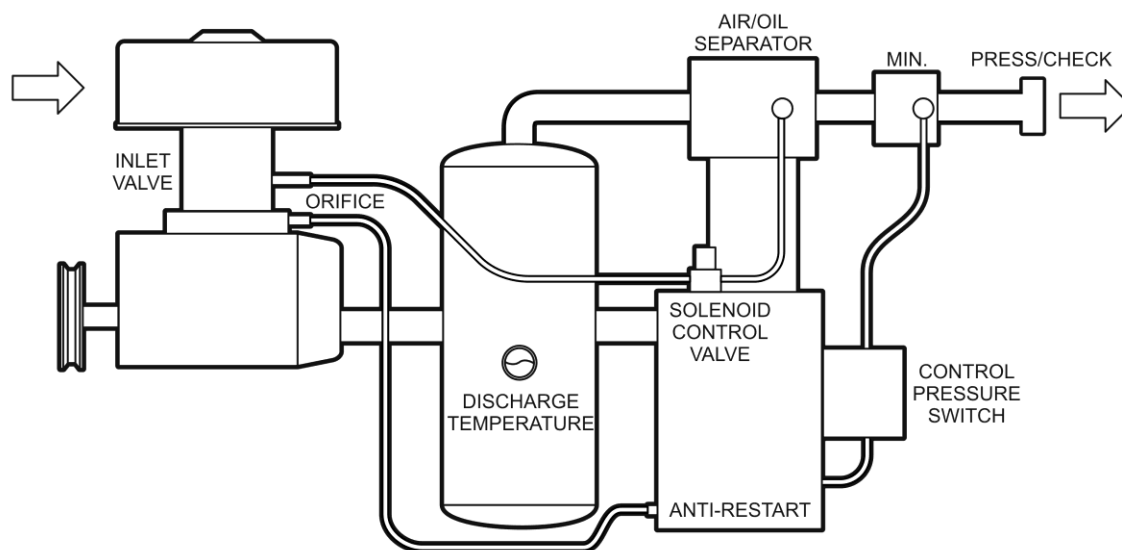 AIR/OIL
SEPARATOR
MIN.
PRESS/CHECK
INLET
VALVE
ORIFICE
SOLENOID
CONTROL
VALVE
DISCHARGE
TEMPERATURE
CONTROL
PRESSURE
SWITCH
ANTI-RESTART